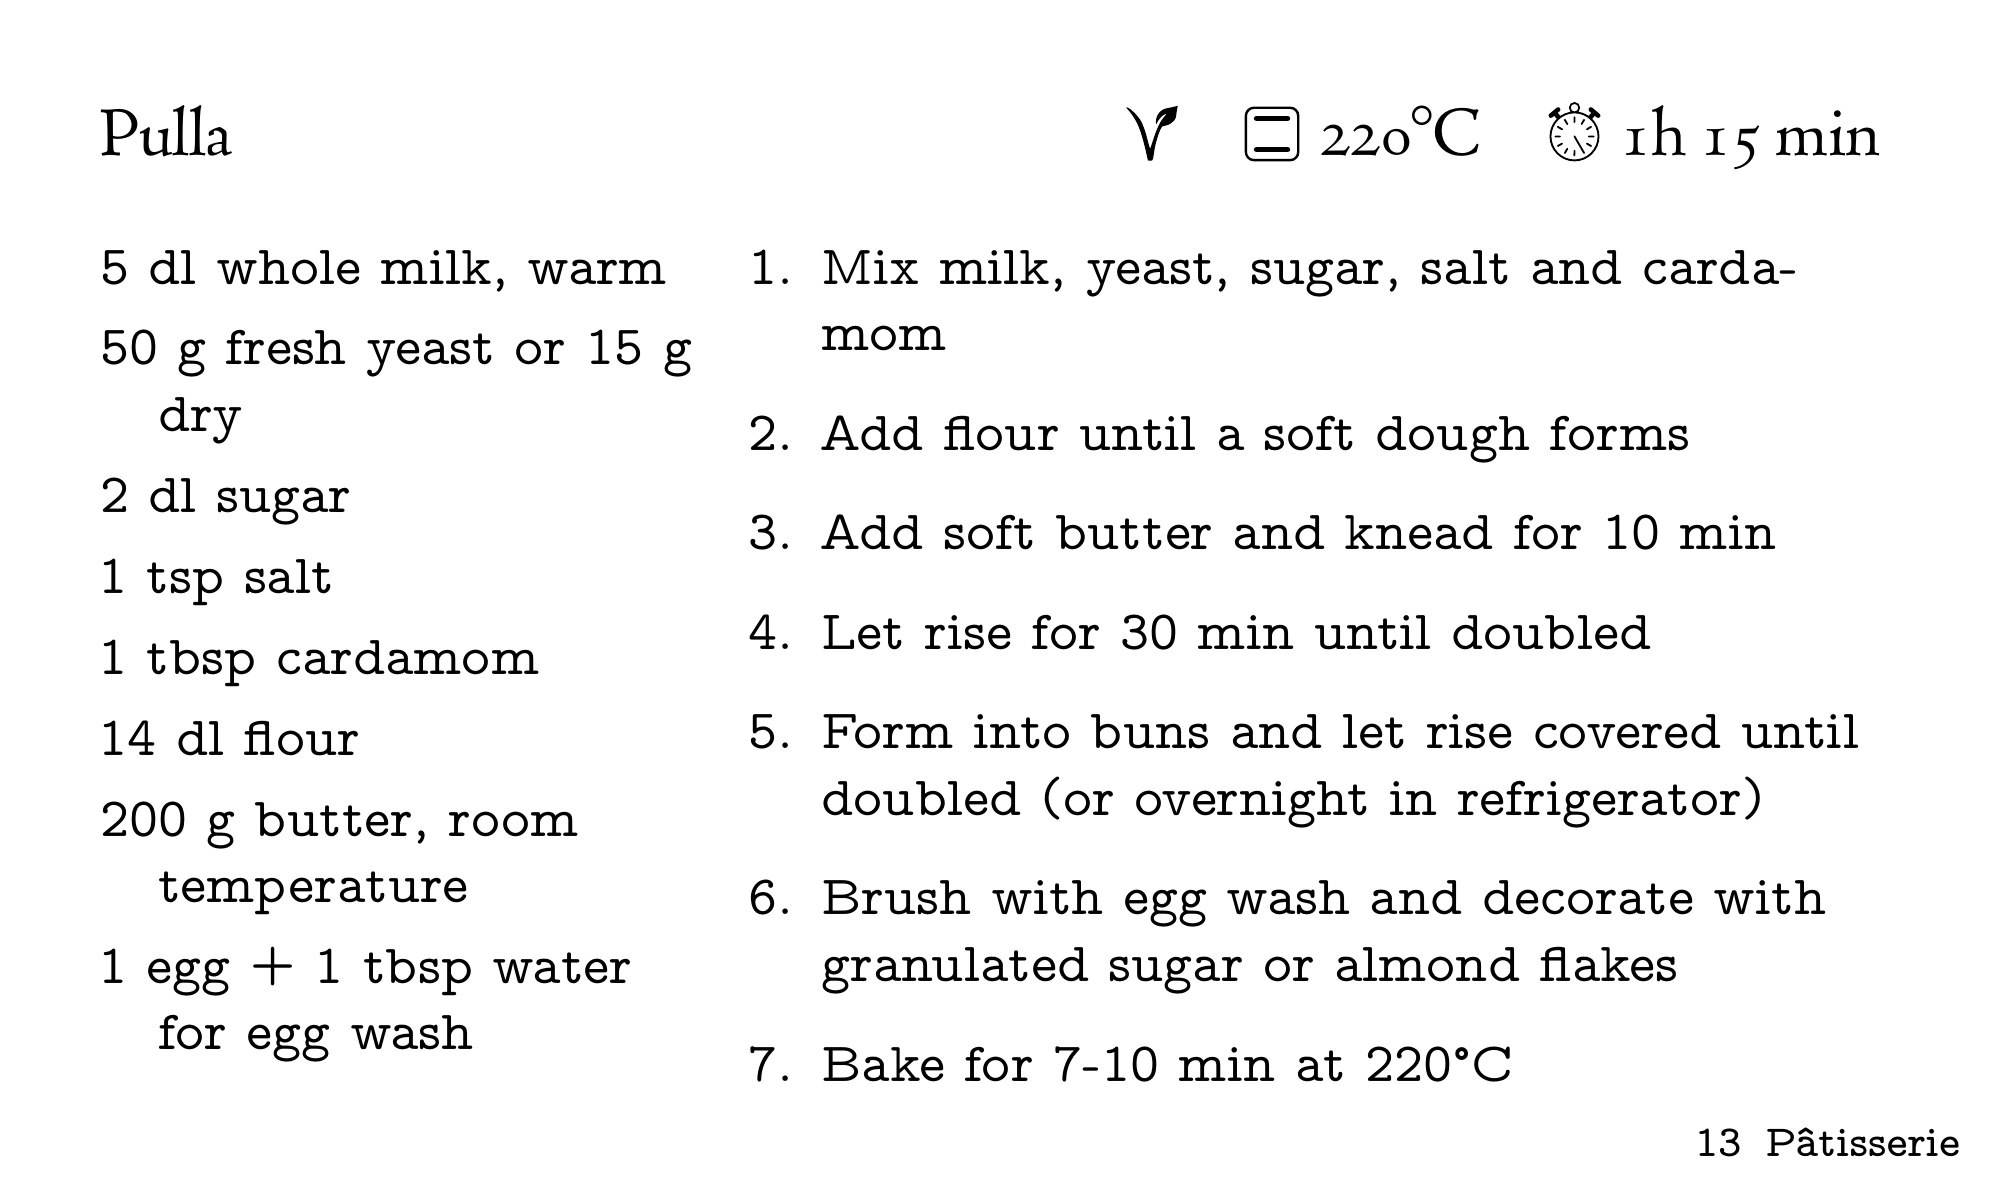 Pulla
220°C
1h 15 min
5 dl whole milk, warm
50 g fresh yeast or 15 g
dry
2 dl sugar
1 tsp salt
1 tbsp cardamom
14 dl flour
200 g butter, room
temperature
1 egg + 1 tbsp water
for egg wash
1. Mix milk, yeast, sugar, salt and carda-
mom
2. Add flour until a soft dough forms
3. Add soft butter and knead for 10 min
4. Let rise for 30 min until doubled
5. Form into buns and let rise covered until
doubled (or overnight in refrigerator)
6. Brush with egg wash and decorate with
granulated sugar or almond flakes
7. Bake for 7-10 min at 220°C
13 Pâtisserie